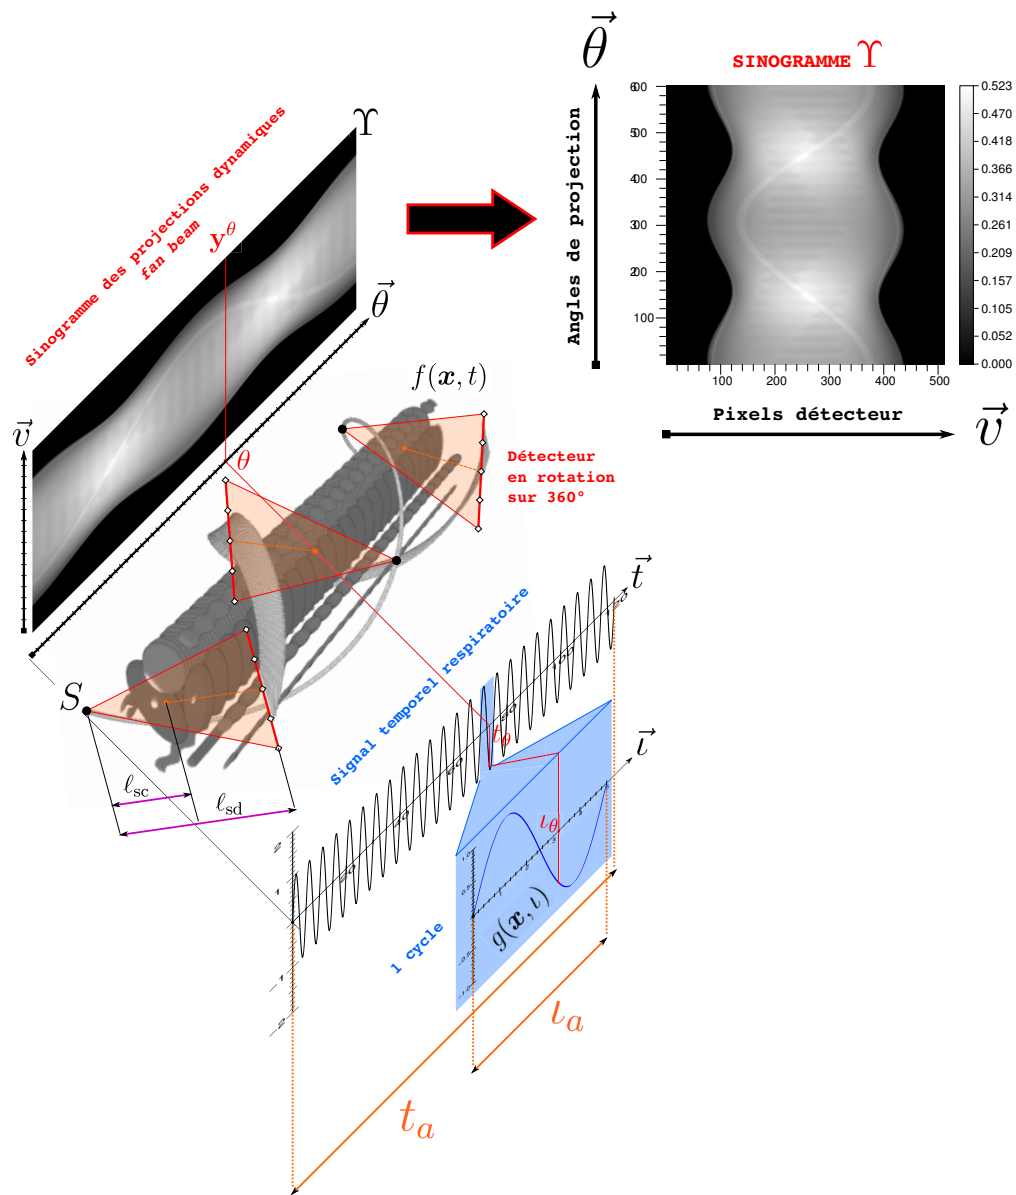 θ⃗
SINOGRAMME ϒ
Angles de projection
600
500
400
300
200
100
100
200
300
400
500
0.523
0.470
0.418
0.366
0.314
0.261
0.209
0.157
0.105
0.052
0.000
Pixels détecteur
v⃗
ϒ
Sinogramme des projections dynamiques
fan beam
y^θ
θ⃗
v⃗
f(x, t)
θ
Détecteur
en rotation
sur 360°
S
ℓsc
ℓsd
Signal temporel respiratoire
t⃗
tθ
ι⃗
ιθ
g(x, ι)
1 cycle
ιa
ta